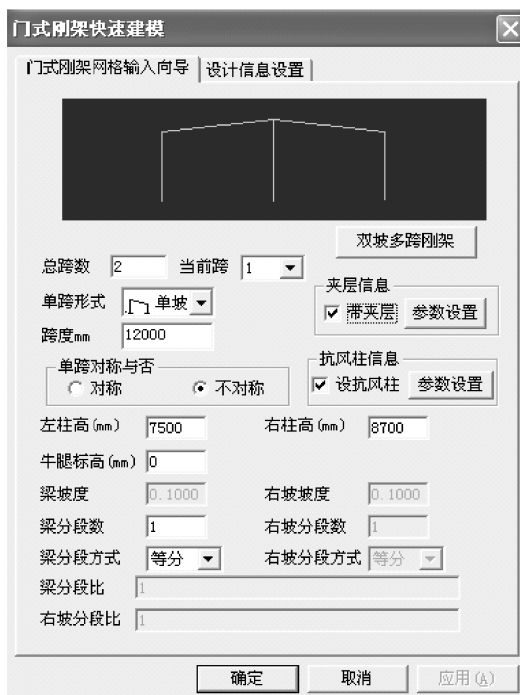 门式刚架快速建模
门式刚架网格输入向导 设计信息设置
双坡多跨刚架
总跨数 2 当前跨 1
夹层信息
单跨形式 单坡
带夹层 参数设置
跨度mm 12000
单跨对称与否 抗风柱信息
对称 不对称 设抗风柱 参数设置
左柱高(mm) 7500 右柱高(mm) 8700
牛腿标高(mm) 0
梁坡度 0.1000 右坡坡度 0.1000
梁分段数 1 右坡分段数 1
梁分段方式 等分 右坡分段方式 等分
梁分段比 1
右坡分段比 1
确定 取消 应用(A)